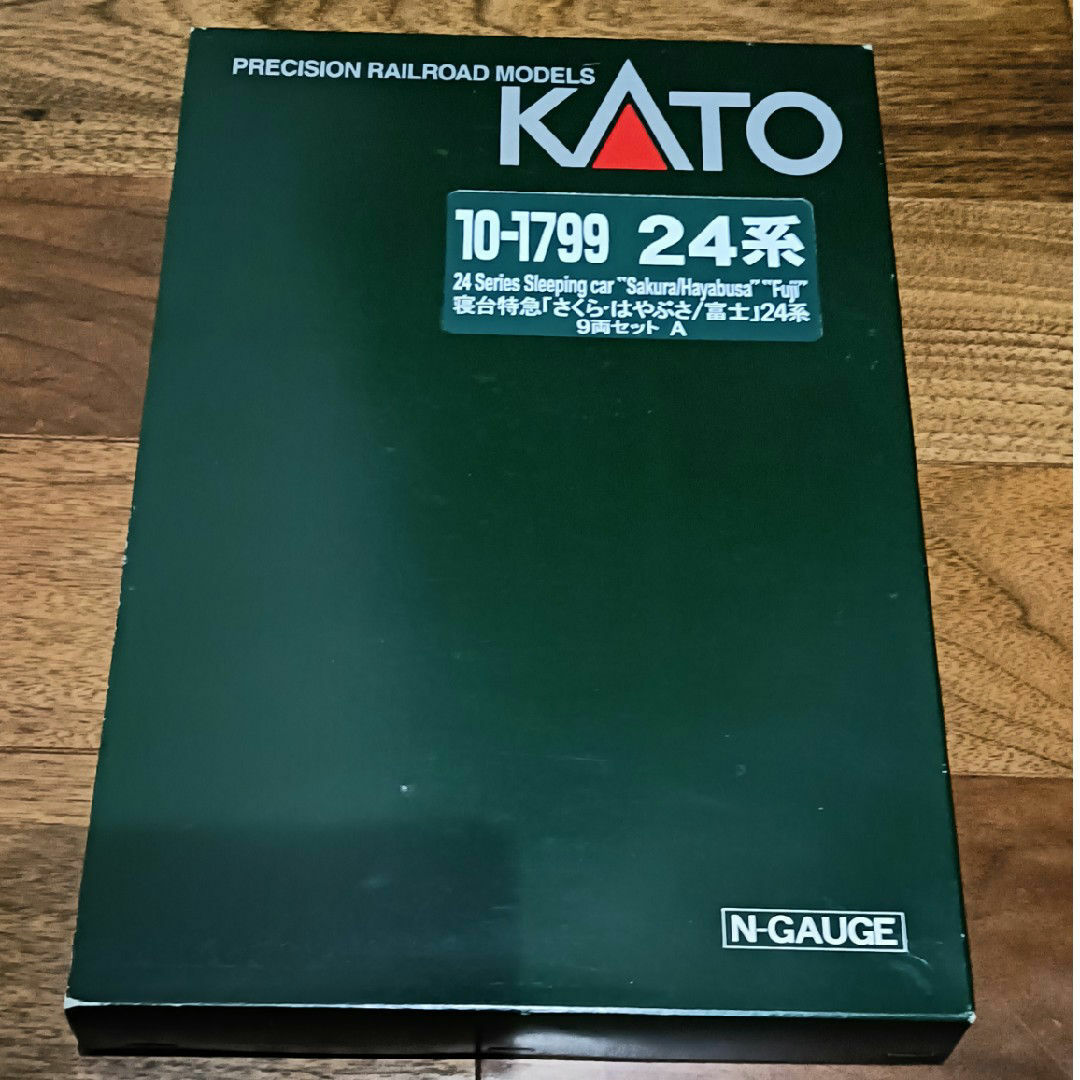 PRECISION RAILROAD MODELS
KATO
10-1799 24系
24 Series Sleeping car "Sakura/Hayabusa" "Fuji"
寝台特急「さくら・はやぶさ/富士」24系
9両セット A
N-GAUGE